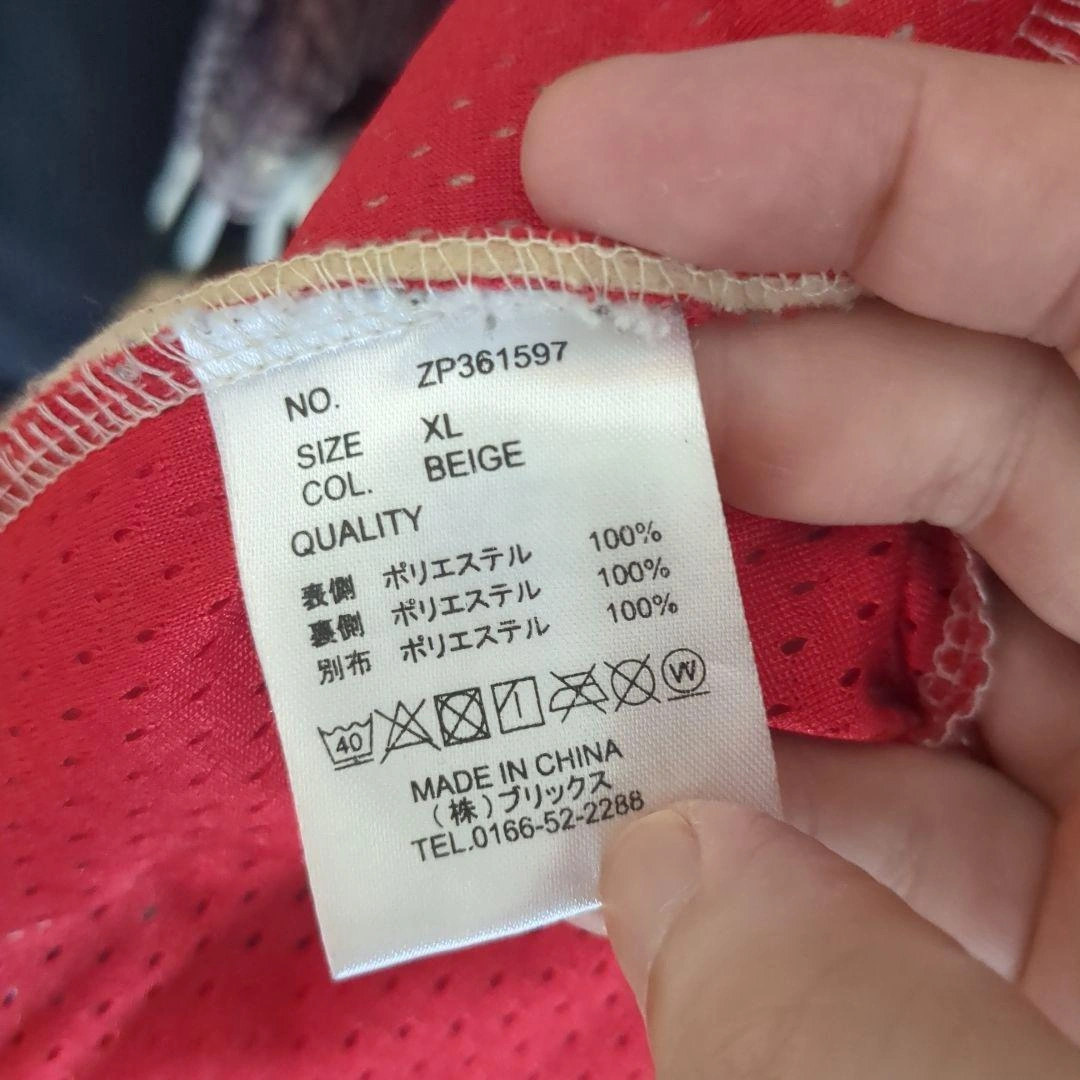 NO. ZP361597
SIZE XL
COL. BEIGE
QUALITY
表側 ポリエステル 100%
裏側 ポリエステル 100%
別布 ポリエステル 100%
40 W
MADE IN CHINA
(株)ブリックス
TEL.0166-52-2288